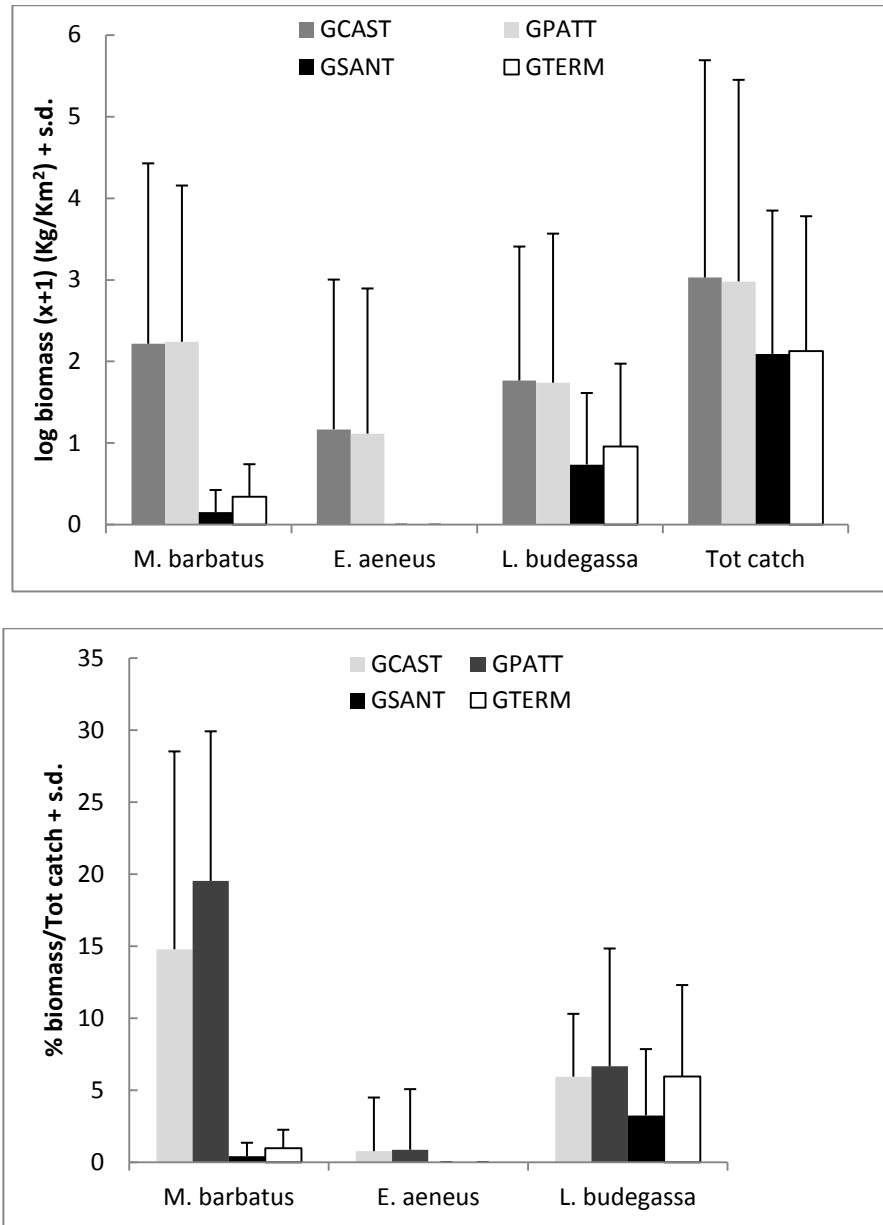 6
5
4
3
2
1
0
log biomass (x+1) (Kg/Km²) + s.d.
GCAST GPATT
GSANT GTERM
M. barbatus E. aeneus L. budegassa Tot catch
35
30
25
20
15
10
5
0
% biomass/Tot catch + s.d.
GCAST GPATT
GSANT GTERM
M. barbatus E. aeneus L. budegassa